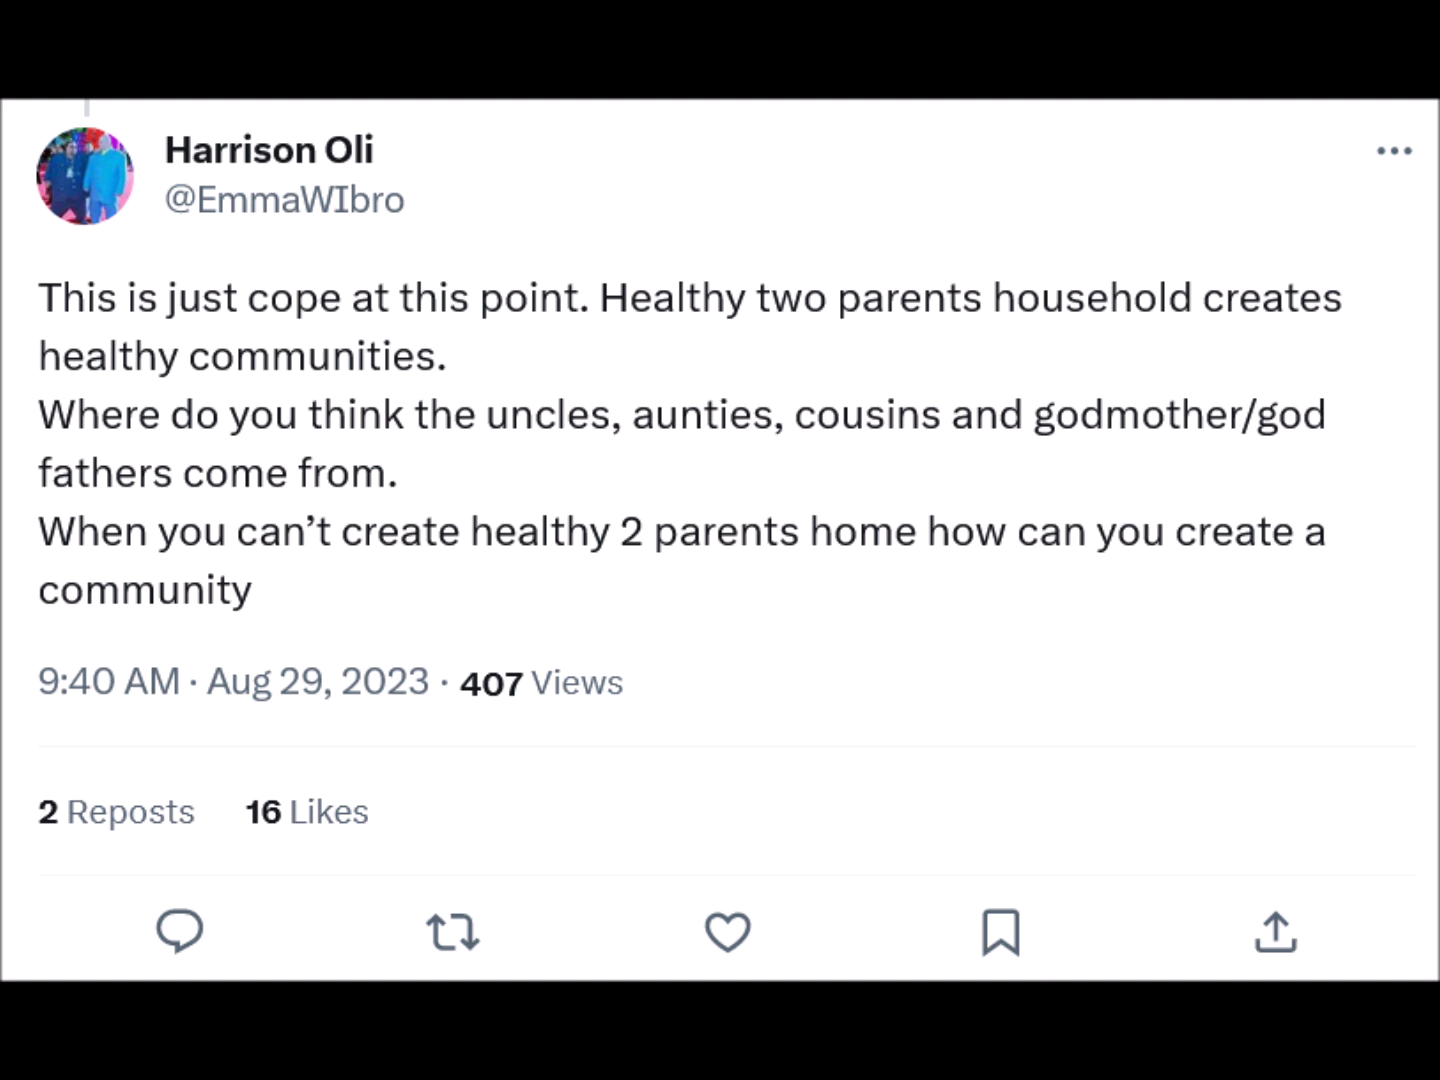 Harrison Oli
@EmmaWIbro
This is just cope at this point. Healthy two parents household creates
healthy communities.
Where do you think the uncles, aunties, cousins and godmother/god
fathers come from.
When you can’t create healthy 2 parents home how can you create a
community
9:40 AM · Aug 29, 2023 · 407 Views
2 Reposts 16 Likes